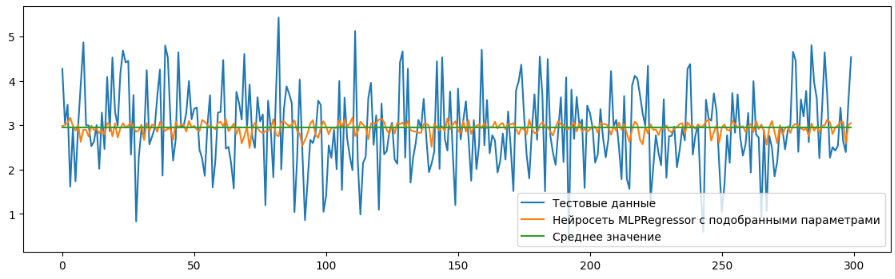 5
4
3
2
1
0 50 100 150 200 250 300
Тестовые данные
Нейросеть MLPRegressor с подобранными параметрами
Среднее значение